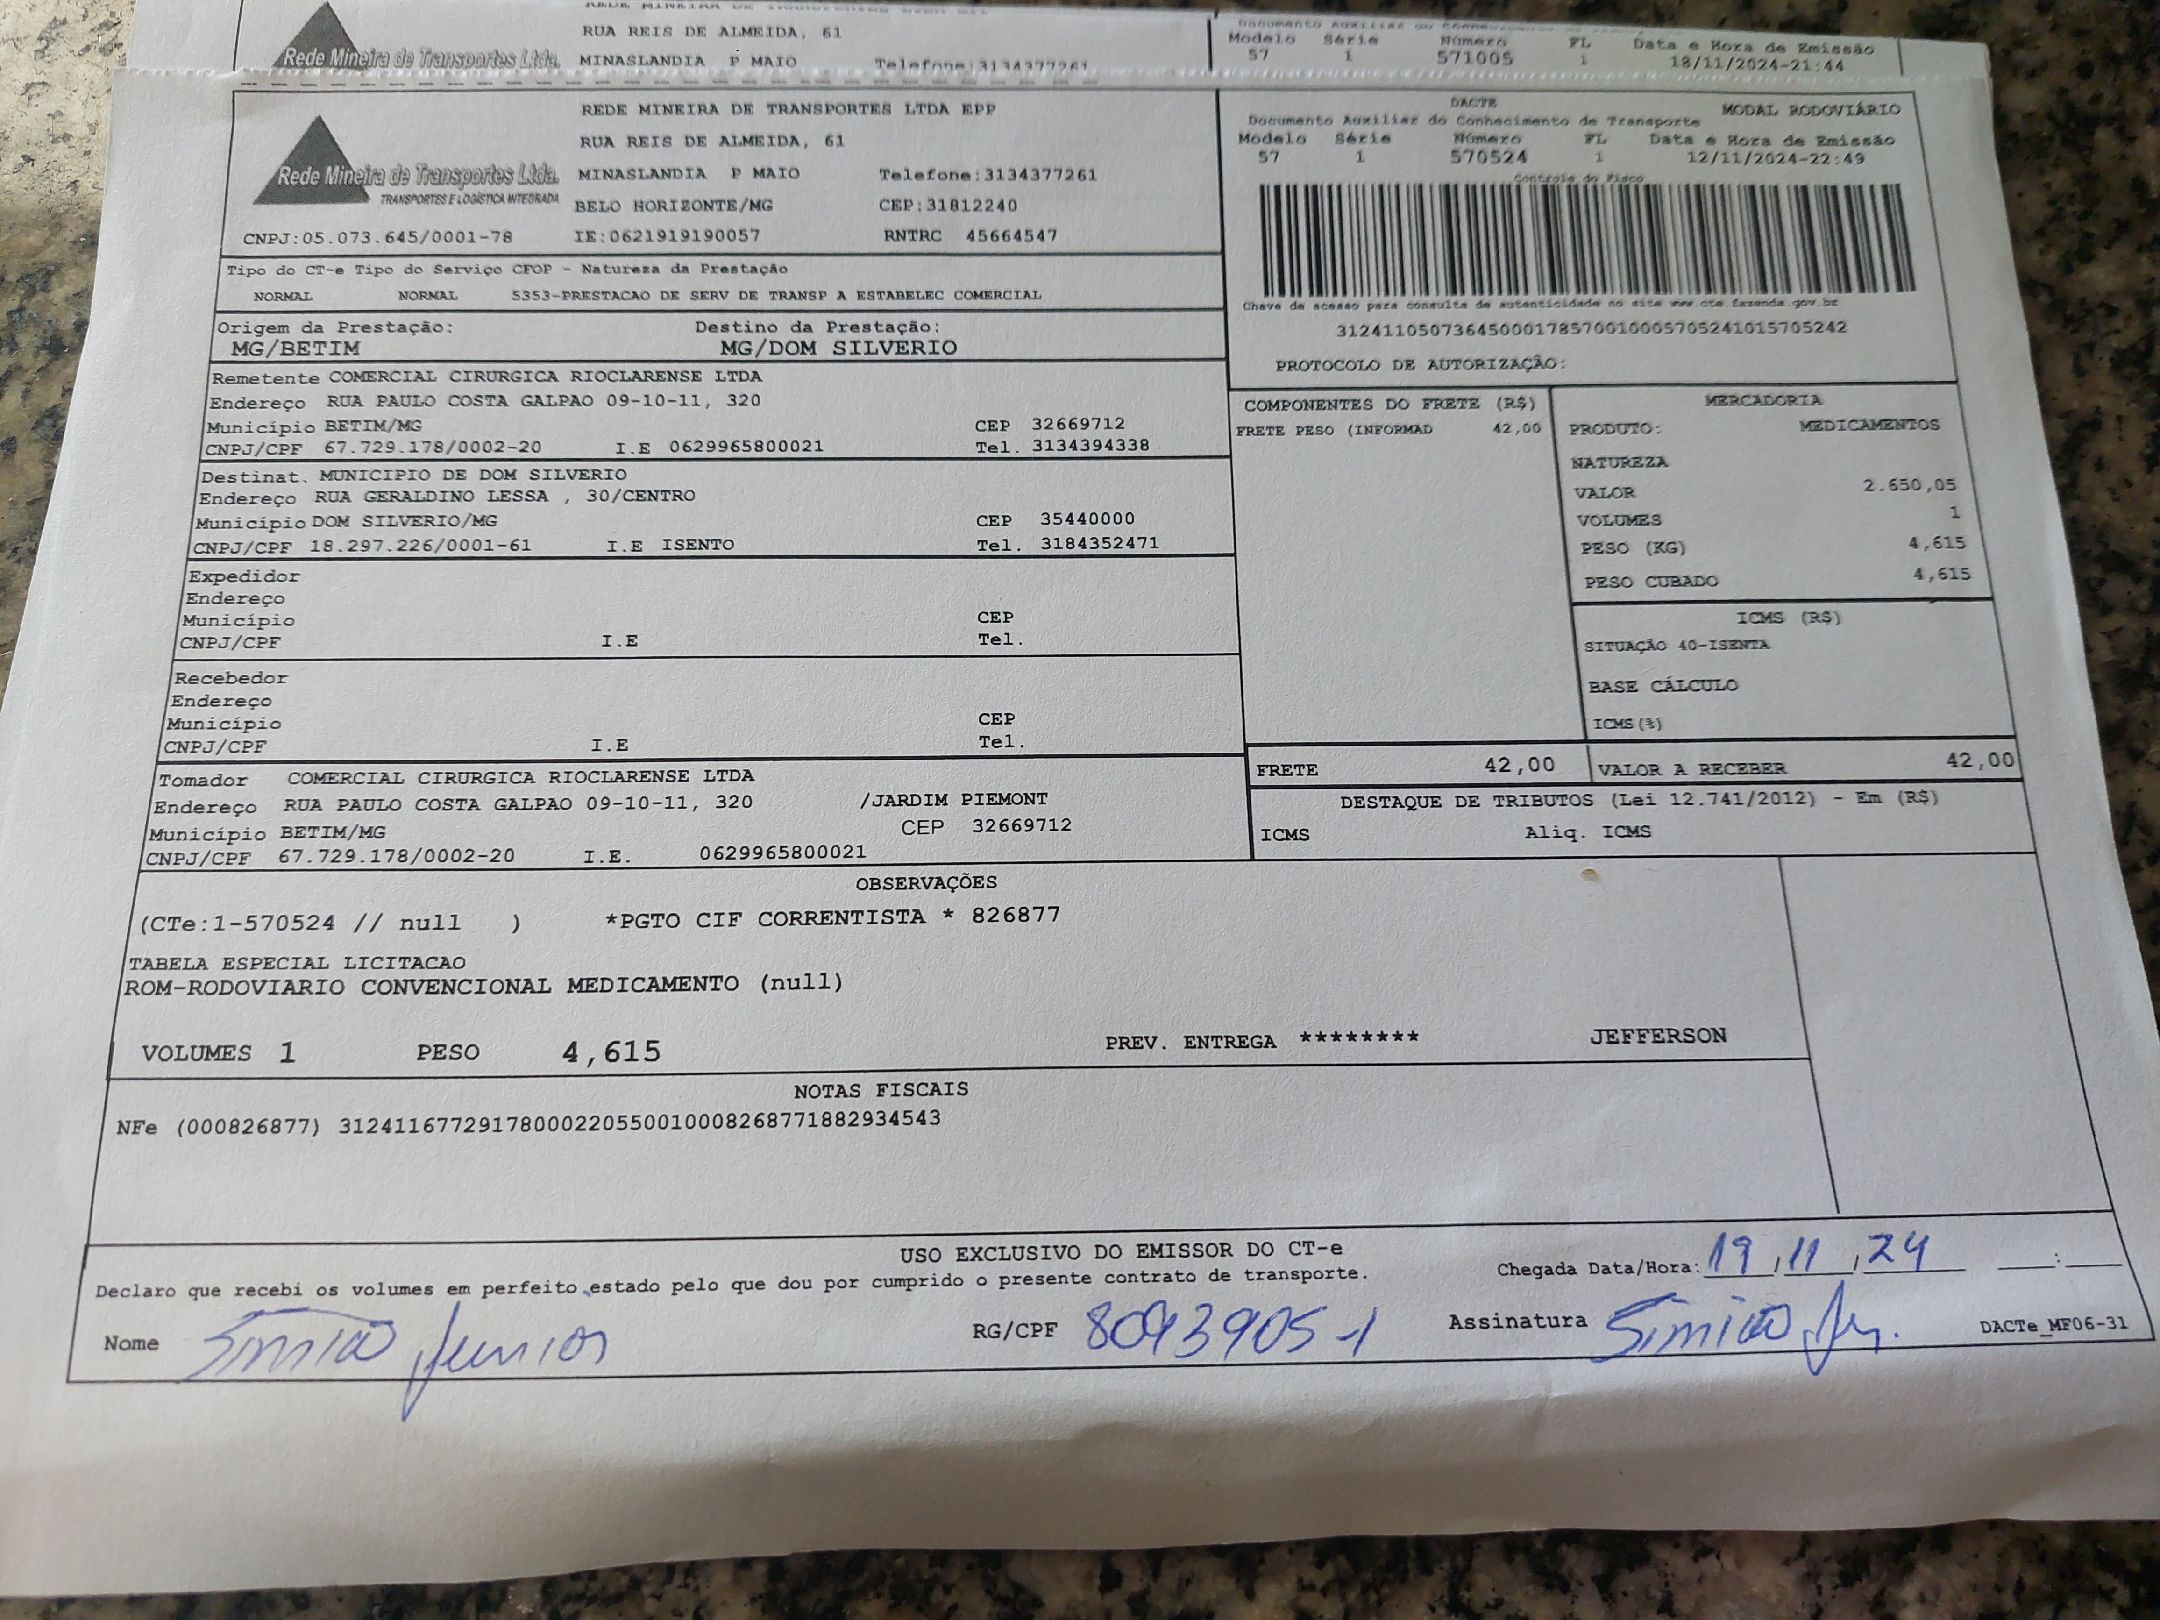 RUA REIS DE ALMEIDA, 61
Rede Mineira de Transportes Ltda.
MINASLANDIA P MAIO Telefone:3134377261
Modelo Série Número FL Data e Hora de Emissão
57 1 571005 1 18/11/2024-21:44
REDE MINEIRA DE TRANSPORTES LTDA EPP
RUA REIS DE ALMEIDA, 61
Rede Mineira de Transportes Ltda.
TRANSPORTES E LOGÍSTICA INTEGRADA
MINASLANDIA P MAIO Telefone:3134377261
BELO HORIZONTE/MG CEP:31812240
CNPJ:05.073.645/0001-78 IE:0621919190057 RNTRC 45664547
DACTE MODAL RODOVIÁRIO
Documento Auxiliar do Conhecimento de Transporte
Modelo Série Número FL Data e Hora de Emissão
57 1 570524 1 12/11/2024-22:49
Controle do Fisco
Chave de acesso para consulta de autenticidade no site www.cte.fazenda.gov.br
31241105073645000178570010005705241015705242
PROTOCOLO DE AUTORIZAÇÃO:
Tipo do CT-e Tipo do Serviço CFOP - Natureza da Prestação
NORMAL NORMAL 5353-PRESTACAO DE SERV DE TRANSP A ESTABELEC COMERCIAL
Origem da Prestação: Destino da Prestação:
MG/BETIM MG/DOM SILVERIO
Remetente COMERCIAL CIRURGICA RIOCLARENSE LTDA
Endereço RUA PAULO COSTA GALPAO 09-10-11, 320
Município BETIM/MG CEP 32669712
CNPJ/CPF 67.729.178/0002-20 I.E 0629965800021 Tel. 3134394338
Destinat. MUNICIPIO DE DOM SILVERIO
Endereço RUA GERALDINO LESSA , 30/CENTRO
Município DOM SILVERIO/MG CEP 35440000
CNPJ/CPF 18.297.226/0001-61 I.E ISENTO Tel. 3184352471
Expedidor
Endereço
Município CEP
CNPJ/CPF I.E Tel.
Recebedor
Endereço
Município CEP
CNPJ/CPF I.E Tel.
Tomador COMERCIAL CIRURGICA RIOCLARENSE LTDA
Endereço RUA PAULO COSTA GALPAO 09-10-11, 320 /JARDIM PIEMONT
Município BETIM/MG CEP 32669712
CNPJ/CPF 67.729.178/0002-20 I.E. 0629965800021
COMPONENTES DO FRETE (R$)
FRETE PESO (INFORMAD 42,00
MERCADORIA
PRODUTO: MEDICAMENTOS
NATUREZA
VALOR 2.650,05
VOLUMES 1
PESO (KG) 4,615
PESO CUBADO 4,615
ICMS (R$)
SITUAÇÃO 40-ISENTA
BASE CÁLCULO
ICMS(%)
FRETE 42,00 VALOR A RECEBER 42,00
DESTAQUE DE TRIBUTOS (Lei 12.741/2012) - Em (R$)
ICMS Aliq. ICMS
OBSERVAÇÕES
(CTe:1-570524 // null ) *PGTO CIF CORRENTISTA * 826877
TABELA ESPECIAL LICITACAO
ROM-RODOVIARIO CONVENCIONAL MEDICAMENTO (null)
VOLUMES 1 PESO 4,615 PREV. ENTREGA ******** JEFFERSON
NOTAS FISCAIS
NFe (000826877) 31241167729178000220550010008268771882934543
USO EXCLUSIVO DO EMISSOR DO CT-e
Declaro que recebi os volumes em perfeito estado pelo que dou por cumprido o presente contrato de transporte.
Chegada Data/Hora: 19 / 11 / 24 :
Nome Simião Junior RG/CPF 8093905-1 Assinatura Simião Jr. DACTe_MF06-31